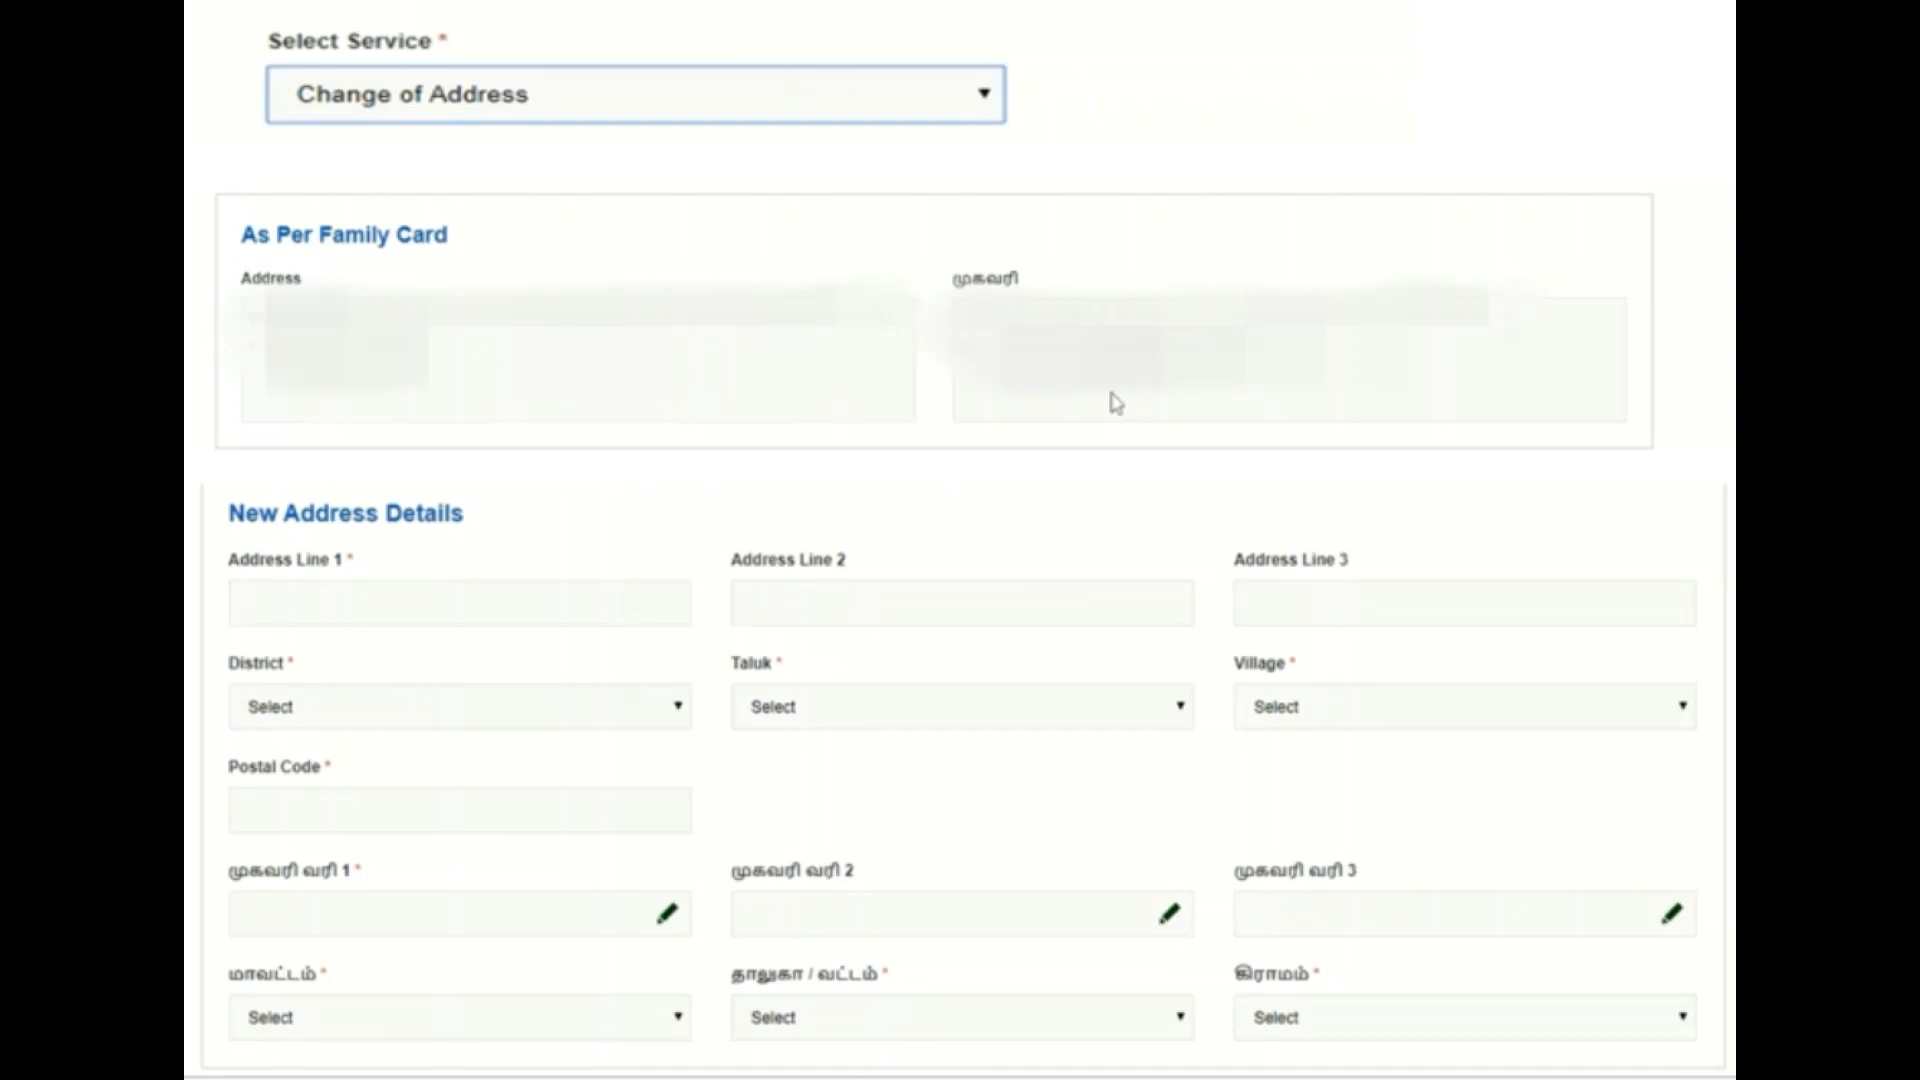 Select Service *
Change of Address
As Per Family Card
Address முகவரி
New Address Details
Address Line 1 * Address Line 2 Address Line 3
District * Taluk * Village *
Select Select Select
Postal Code *
முகவரி வரி 1 * முகவரி வரி 2 முகவரி வரி 3
மாவட்டம் * தாலுகா / வட்டம் * கிராமம் *
Select Select Select